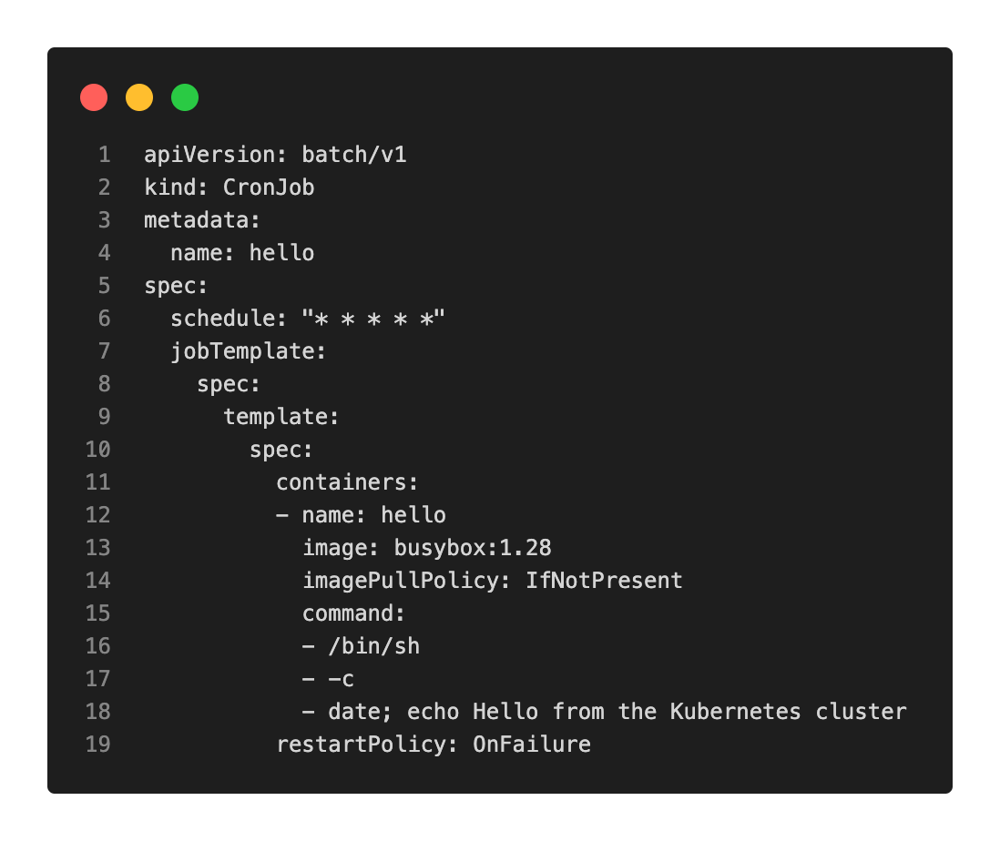 1 apiVersion: batch/v1
2 kind: CronJob
3 metadata:
4   name: hello
5 spec:
6   schedule: "* * * * *"
7   jobTemplate:
8     spec:
9       template:
10         spec:
11           containers:
12           - name: hello
13             image: busybox:1.28
14             imagePullPolicy: IfNotPresent
15             command:
16             - /bin/sh
17             - -c
18             - date; echo Hello from the Kubernetes cluster
19           restartPolicy: OnFailure